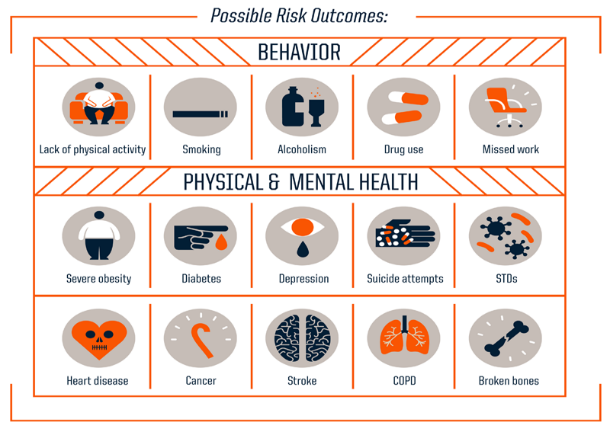 Possible Risk Outcomes:
BEHAVIOR
Lack of physical activity
Smoking
Alcoholism
Drug use
Missed work
PHYSICAL & MENTAL HEALTH
Severe obesity
Diabetes
Depression
Suicide attempts
STDs
Heart disease
Cancer
Stroke
COPD
Broken bones